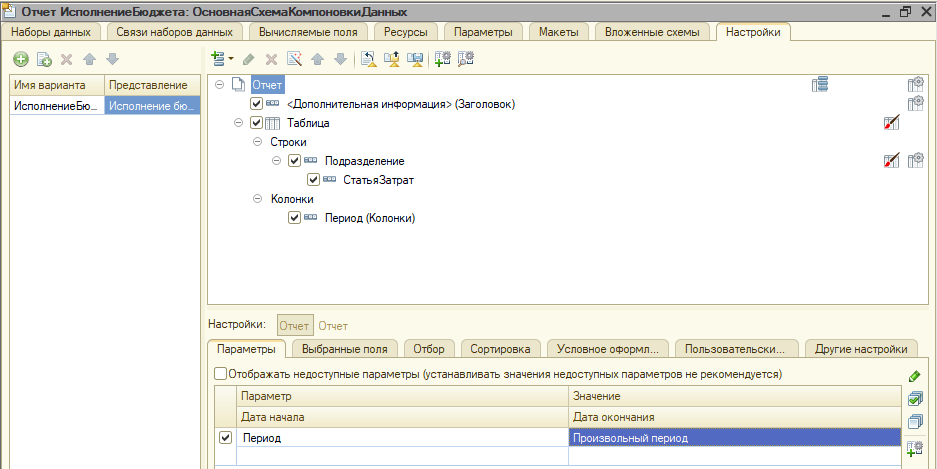 Отчет ИсполнениеБюджета: ОсновнаяСхемаКомпоновкиДанных
Наборы данных Связи наборов данных Вычисляемые поля Ресурсы Параметры Макеты Вложенные схемы Настройки
Имя варианта Представление
ИсполнениеБю... Исполнение бю...
Отчет
<Дополнительная информация> (Заголовок)
Таблица
Строки
Подразделение
СтатьяЗатрат
Колонки
Период (Колонки)
Настройки: Отчет Отчет
Параметры Выбранные поля Отбор Сортировка Условное оформл... Пользовательски... Другие настройки
Отображать недоступные параметры (устанавливать значения недоступных параметров не рекомендуется)
Параметр Значение
Дата начала Дата окончания
Период Произвольный период